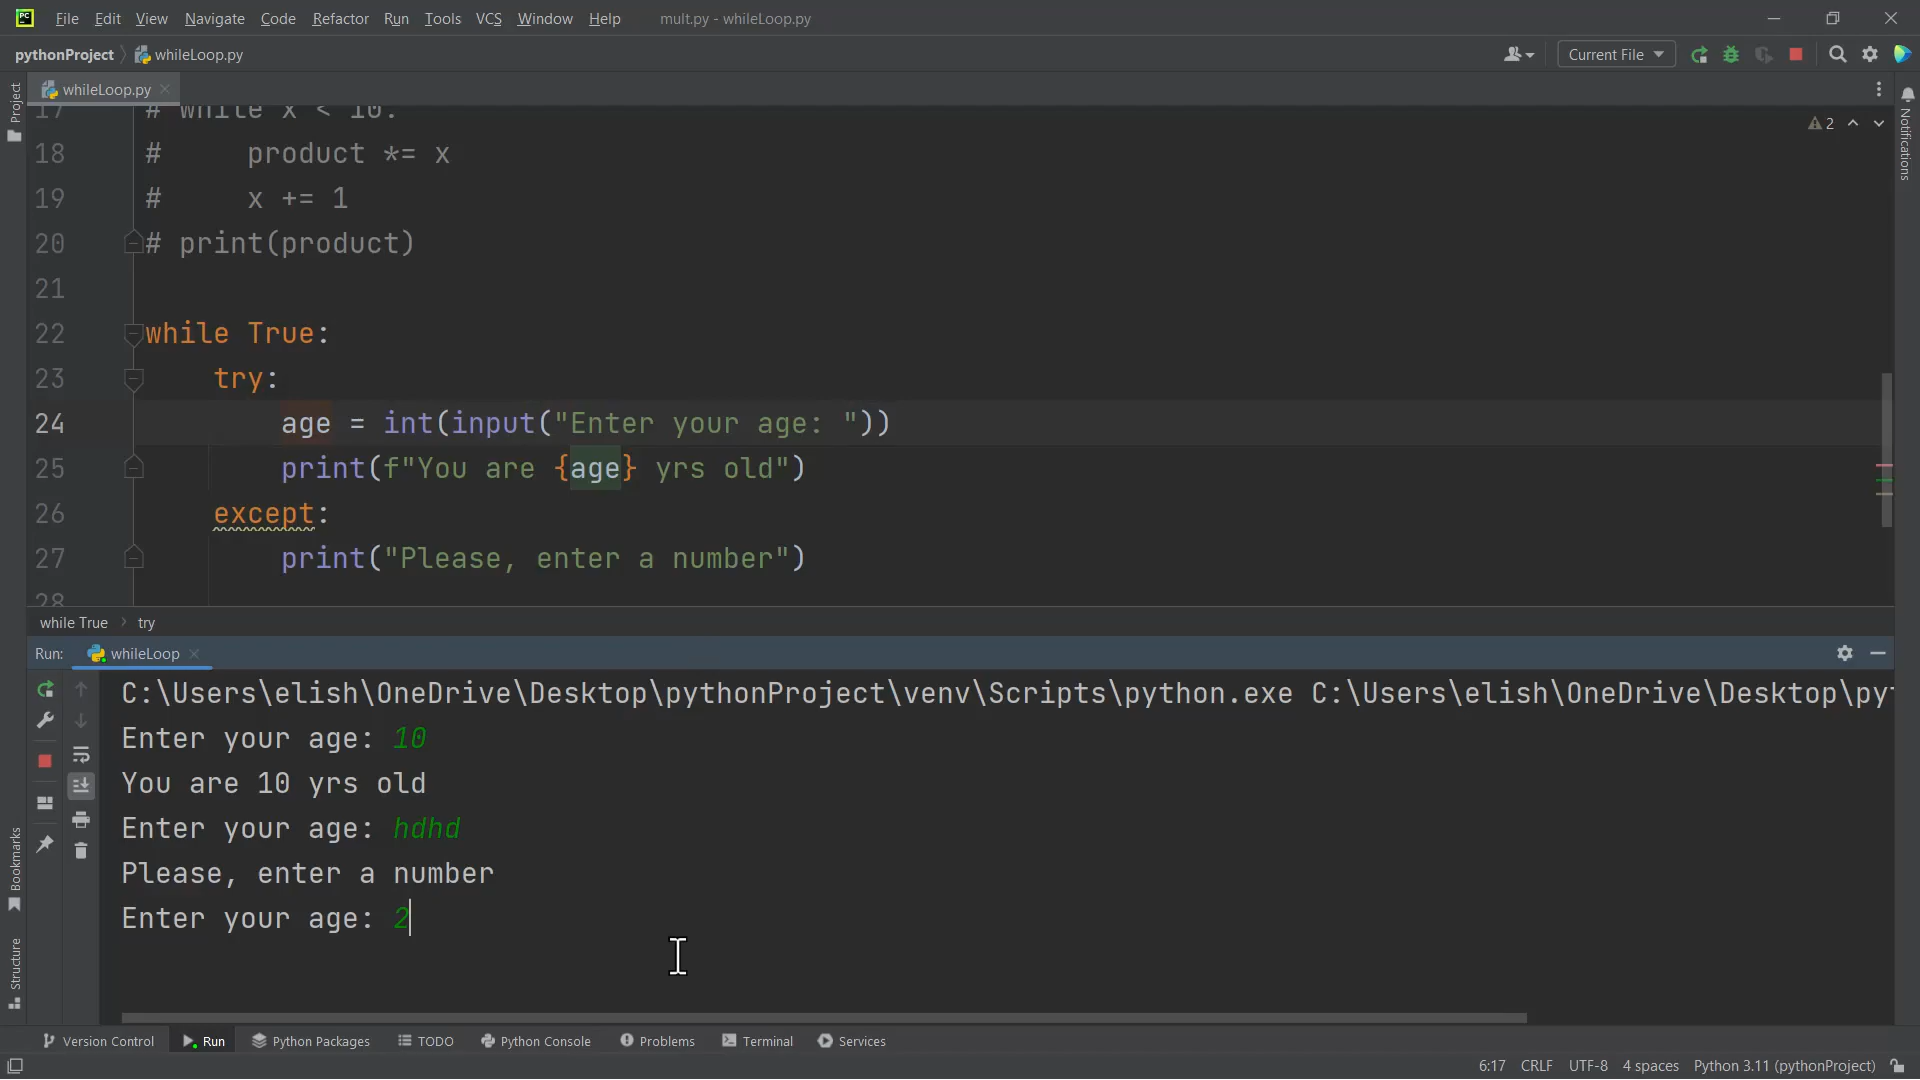 File Edit View Navigate Code Refactor Run Tools VCS Window Help mult.py - whileLoop.py
pythonProject whileLoop.py Current File
whileLoop.py
17 # while x < 10:
18 # product *= x
19 # x += 1
20 # print(product)
21
22 while True:
23 try:
24 age = int(input("Enter your age: "))
25 print(f"You are {age} yrs old")
26 except:
27 print("Please, enter a number")
28
2
Project
Bookmarks
Structure
Notifications
while True > try
Run: whileLoop
C:\Users\elish\OneDrive\Desktop\pythonProject\venv\Scripts\python.exe C:\Users\elish\OneDrive\Desktop\py
Enter your age: 10
You are 10 yrs old
Enter your age: hdhd
Please, enter a number
Enter your age: 2
Version Control Run Python Packages TODO Python Console Problems Terminal Services
6:17 CRLF UTF-8 4 spaces Python 3.11 (pythonProject)